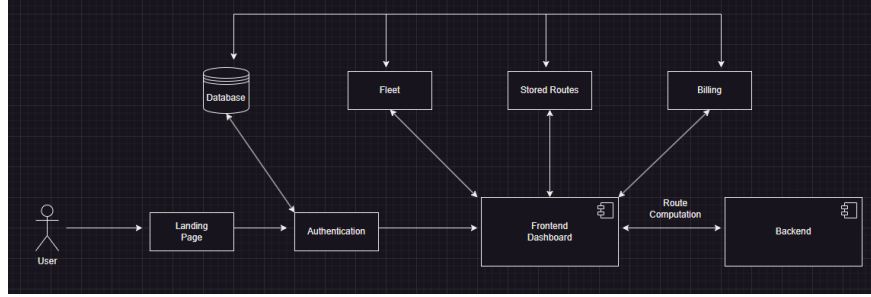 Database
Fleet
Stored Routes
Billing
User
Landing
Page
Authentication
Frontend
Dashboard
Route
Computation
Backend